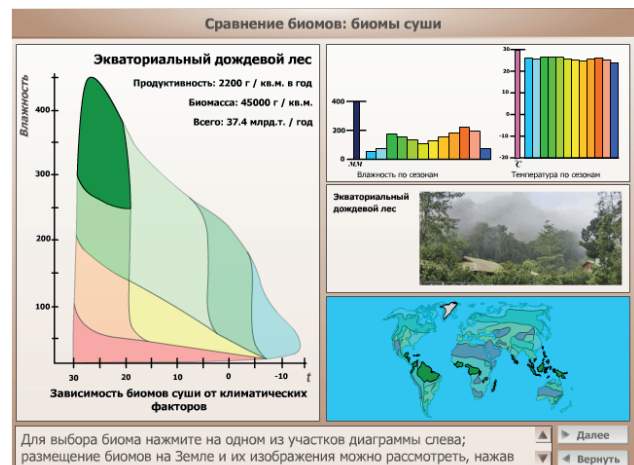 Сравнение биомов: биомы суши
Экваториальный дождевой лес
Продуктивность: 2200 г / кв.м. в год
Биомасса: 45000 г / кв.м.
Всего: 37.4 млрд.т. / год
Влажность
400
300
200
100
30 20 10 0 -10 t
Зависимость биомов суши от климатических
факторов
400
200
0
мм
Влажность по сезонам
30
20
10
0
-10
-20
С
Температура по сезонам
Экваториальный
дождевой лес
Для выбора биома нажмите на одном из участков диаграммы слева;
размещение биомов на Земле и их изображения можно рассмотреть, нажав
Далее
Вернуть